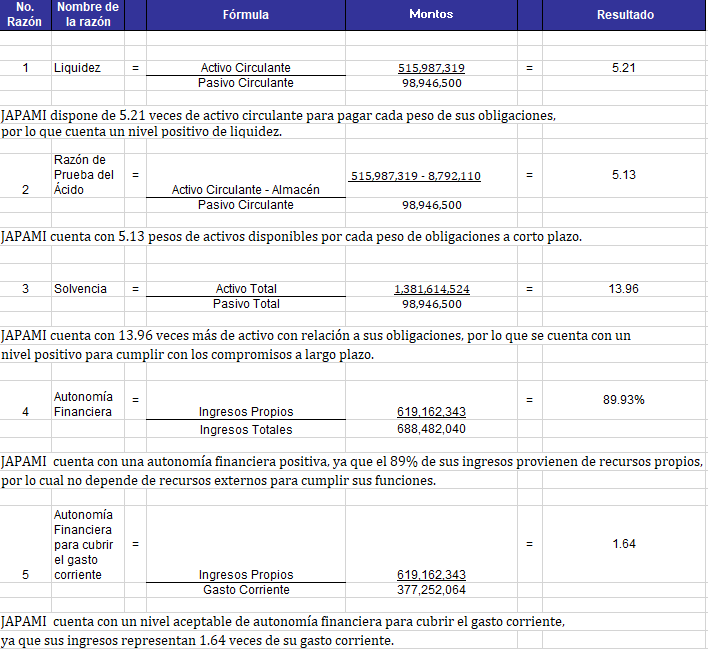 No. Razón Nombre de la razón Fórmula Montos Resultado
1 Liquidez = Activo Circulante 515,987,319 = 5.21
Pasivo Circulante 98,946,500
JAPAMI dispone de 5.21 veces de activo circulante para pagar cada peso de sus obligaciones,
por lo que cuenta un nivel positivo de liquidez.
Razón de
Prueba del = 515,987,319 - 8,792,110 = 5.13
2 Ácido Activo Circulante - Almacén
Pasivo Circulante 98,946,500
JAPAMI cuenta con 5.13 pesos de activos disponibles por cada peso de obligaciones a corto plazo.
3 Solvencia = Activo Total 1,381,614,524 = 13.96
Pasivo Total 98,946,500
JAPAMI cuenta con 13.96 veces más de activo con relación a sus obligaciones, por lo que se cuenta con un
nivel positivo para cumplir con los compromisos a largo plazo.
Autonomía = = 89.93%
4 Financiera Ingresos Propios 619,162,343
Ingresos Totales 688,482,040
JAPAMI cuenta con una autonomía financiera positiva, ya que el 89% de sus ingresos provienen de recursos propios,
por lo cual no depende de recursos externos para cumplir sus funciones.
Autonomía
Financiera
para cubrir = = 1.64
el gasto
5 corriente Ingresos Propios 619,162,343
Gasto Corriente 377,252,064
JAPAMI cuenta con un nivel aceptable de autonomía financiera para cubrir el gasto corriente,
ya que sus ingresos representan 1.64 veces de su gasto corriente.